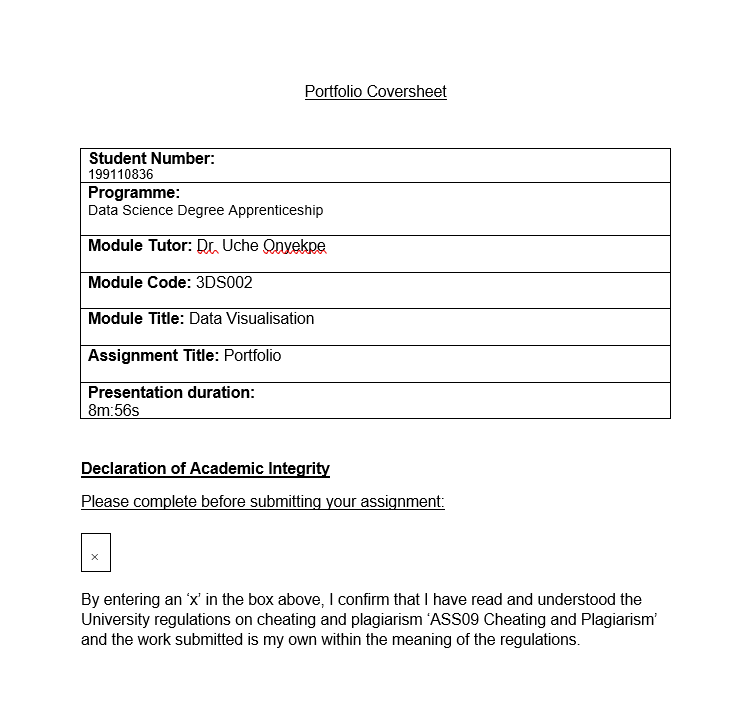 Portfolio Coversheet
Student Number:
199110836
Programme:
Data Science Degree Apprenticeship
Module Tutor: Dr. Uche Onyekpe
Module Code: 3DS002
Module Title: Data Visualisation
Assignment Title: Portfolio
Presentation duration:
8m:56s
Declaration of Academic Integrity
Please complete before submitting your assignment:
×
By entering an ‘x’ in the box above, I confirm that I have read and understood the
University regulations on cheating and plagiarism ‘ASS09 Cheating and Plagiarism’
and the work submitted is my own within the meaning of the regulations.